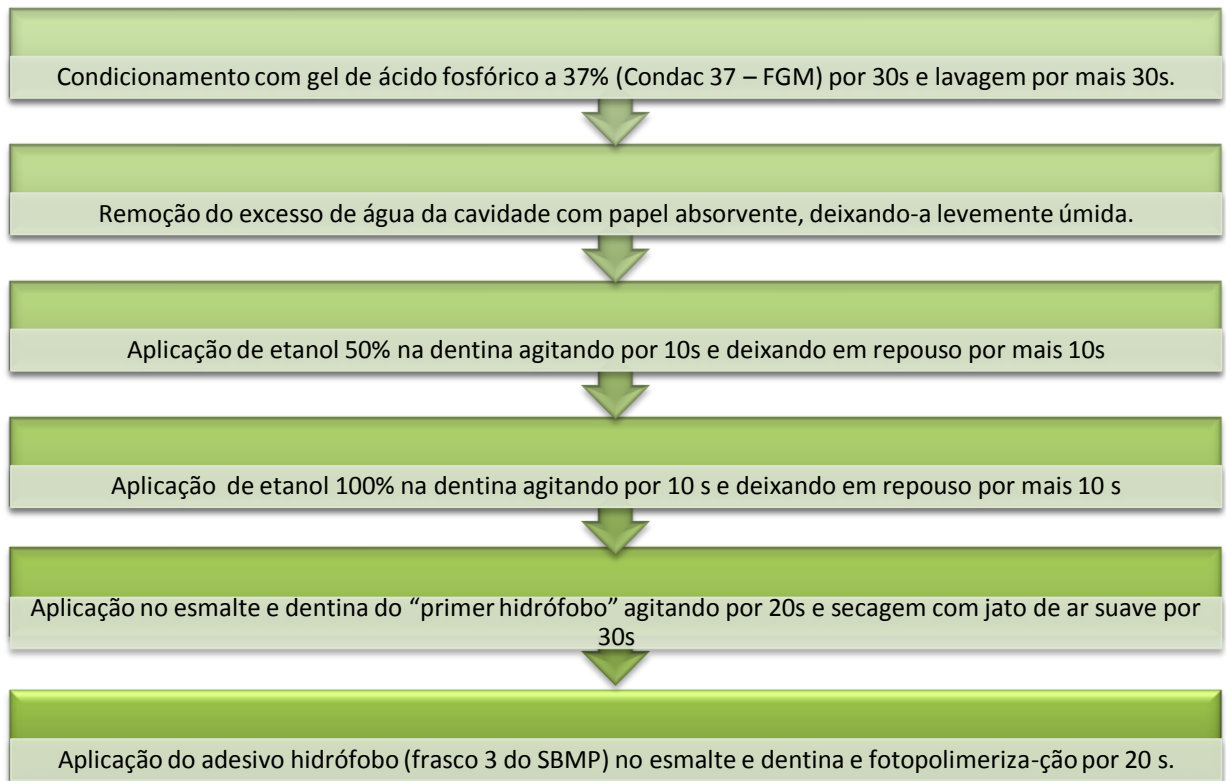 Condicionamento com gel de ácido fosfórico a 37% (Condac 37 – FGM) por 30s e lavagem por mais 30s.
Remoção do excesso de água da cavidade com papel absorvente, deixando-a levemente úmida.
Aplicação de etanol 50% na dentina agitando por 10s e deixando em repouso por mais 10s
Aplicação de etanol 100% na dentina agitando por 10 s e deixando em repouso por mais 10 s
Aplicação no esmalte e dentina do “primer hidrófobo” agitando por 20s e secagem com jato de ar suave por
30s
Aplicação do adesivo hidrófobo (frasco 3 do SBMP) no esmalte e dentina e fotopolimeriza-ção por 20 s.